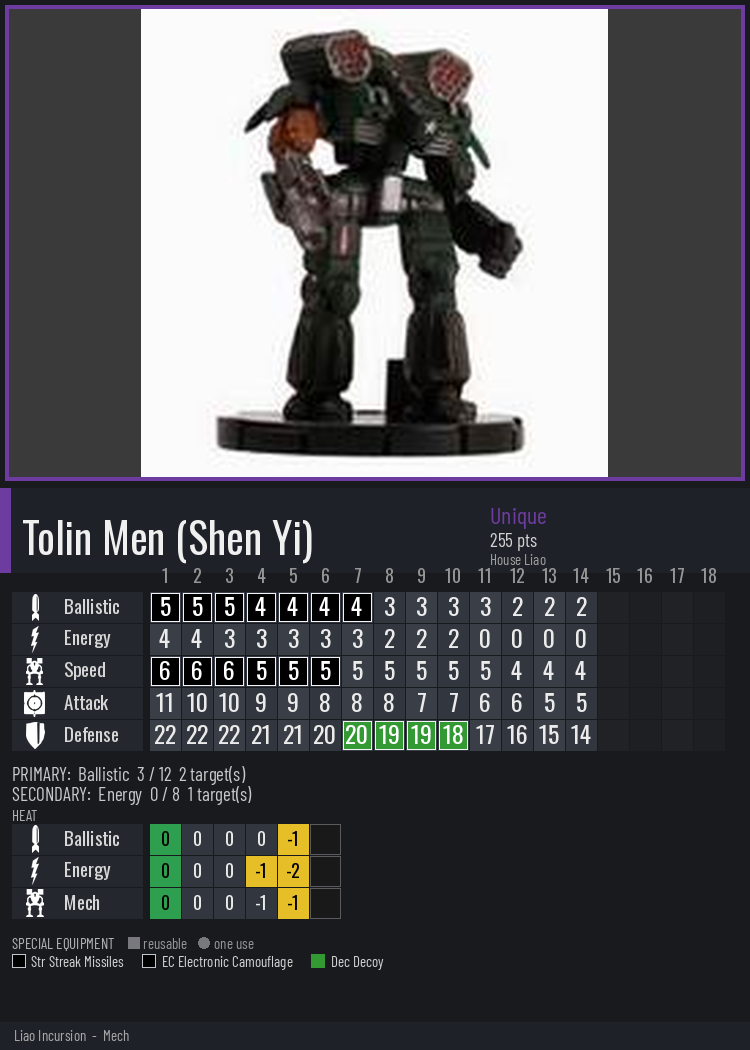 Tolin Men (Shen Yi)
Unique
255 pts
House Liao
1 2 3 4 5 6 7 8 9 10 11 12 13 14 15 16 17 18
Ballistic 5 5 5 4 4 4 4 3 3 3 3 2 2 2
Energy 4 4 3 3 3 3 3 2 2 2 0 0 0 0
Speed 6 6 6 5 5 5 5 5 5 5 5 4 4 4
Attack 11 10 10 9 9 8 8 8 7 7 6 6 5 5
Defense 22 22 22 21 21 20 20 19 19 18 17 16 15 14
PRIMARY: Ballistic 3 / 12 2 target(s)
SECONDARY: Energy 0 / 8 1 target(s)
HEAT
Ballistic 0 0 0 0 -1
Energy 0 0 0 -1 -2
Mech 0 0 0 -1 -1
SPECIAL EQUIPMENT reusable one use
Str Streak Missiles EC Electronic Camouflage Dec Decoy
Liao Incursion - Mech